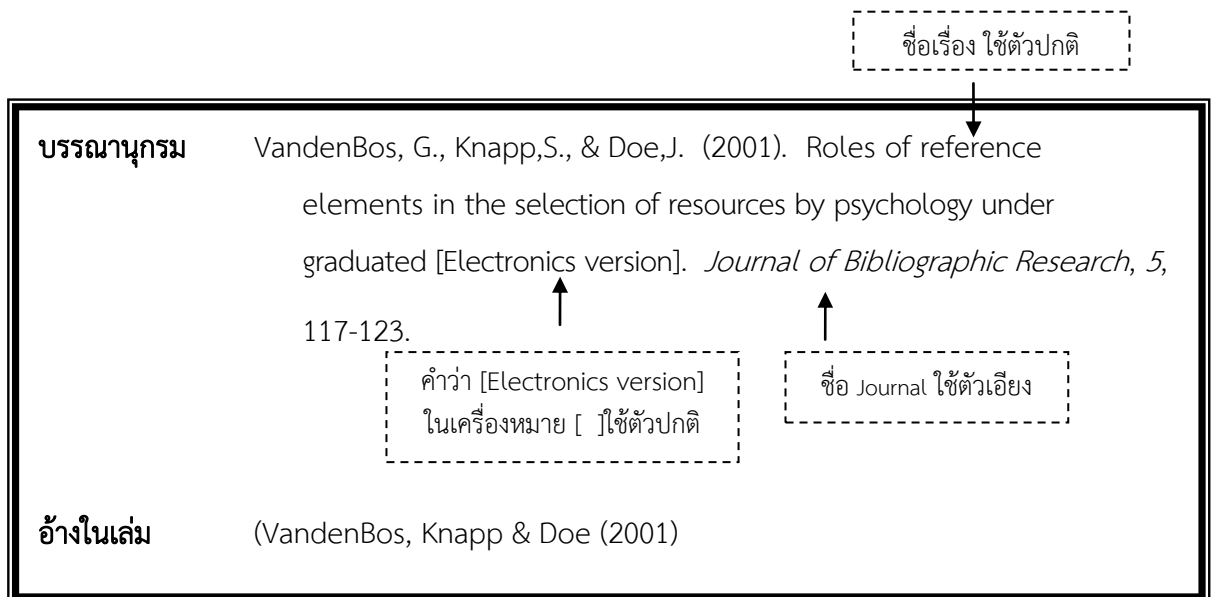 ชื่อเรื่อง ใช้ตัวปกติ
บรรณานุกรม VandenBos, G., Knapp,S., & Doe,J. (2001). Roles of reference
elements in the selection of resources by psychology under
graduated [Electronics version]. Journal of Bibliographic Research, 5,
117-123.
คำว่า [Electronics version]
ในเครื่องหมาย [ ]ใช้ตัวปกติ
ชื่อ Journal ใช้ตัวเอียง
อ้างในเล่ม (VandenBos, Knapp & Doe (2001)